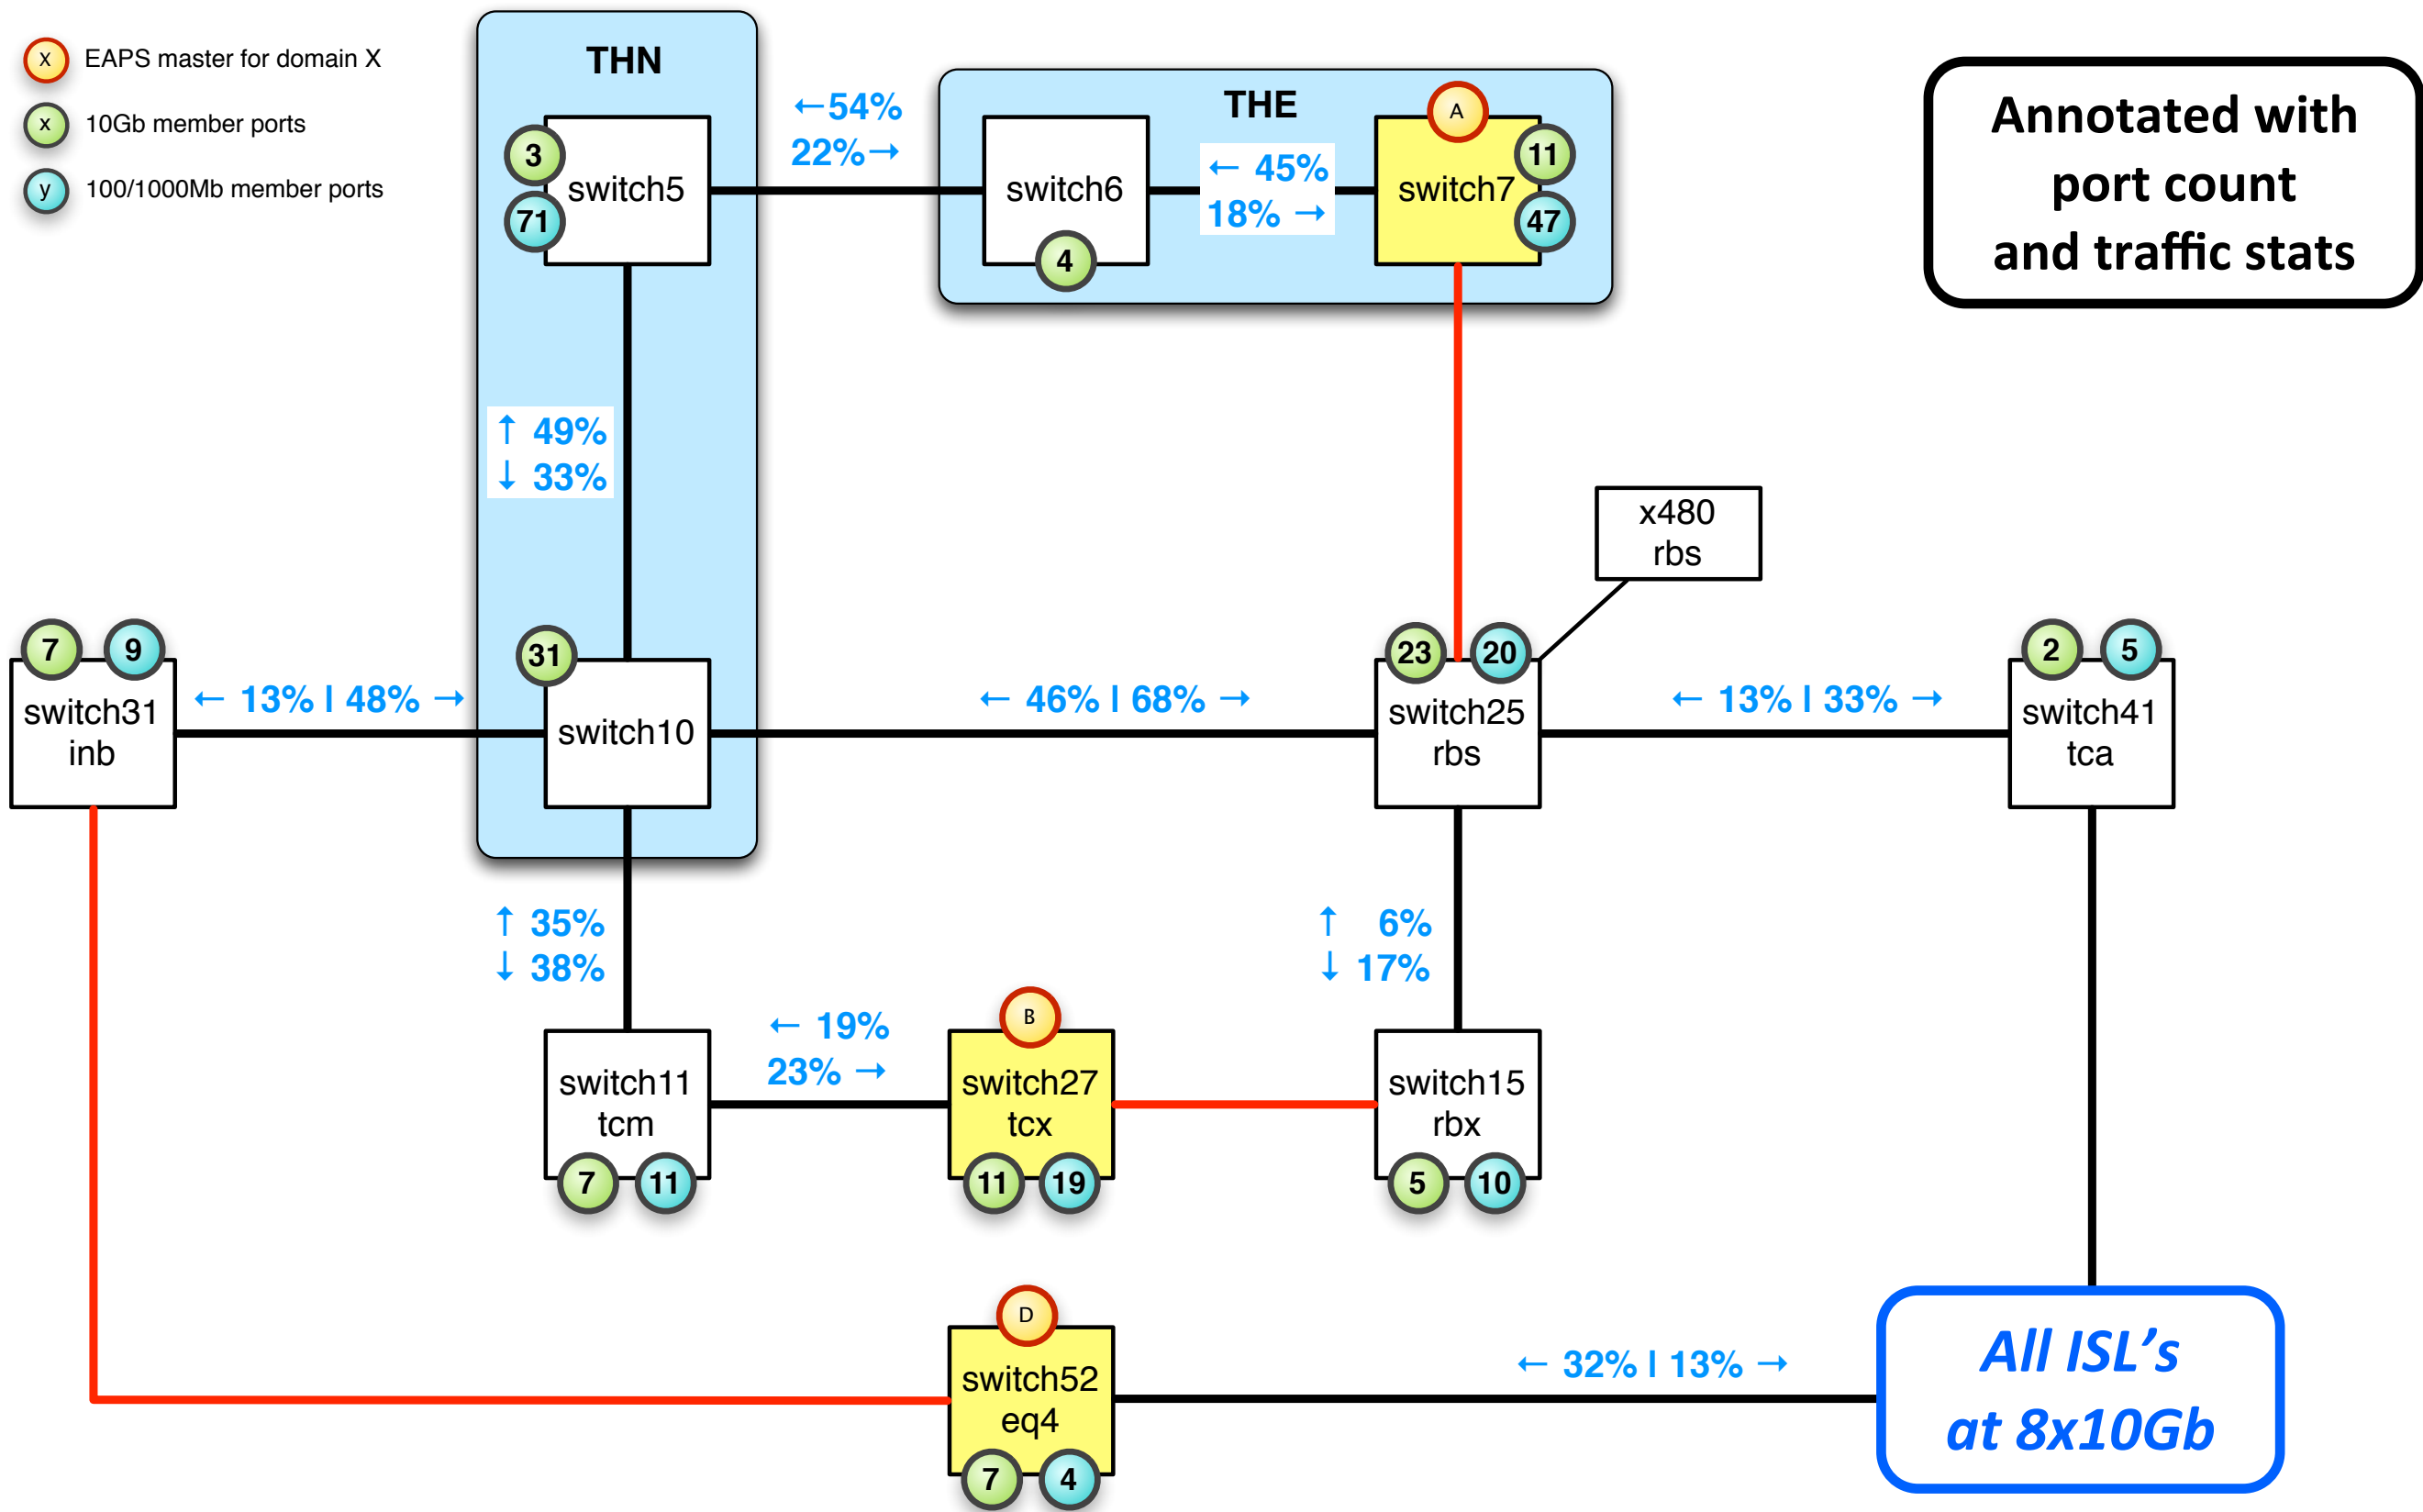 X EAPS master for domain X
x 10Gb member ports
y 100/1000Mb member ports
THN
THE
Annotated with
port count
and traffic stats
←54%
22%→
A
3
71
switch5
switch6
4
← 45%
18% →
switch7
11
47
↑ 49%
↓ 33%
x480
rbs
7
9
switch31
inb
← 13% | 48% →
31
switch10
← 46% | 68% →
23
20
switch25
rbs
← 13% | 33% →
2
5
switch41
tca
↑ 35%
↓ 38%
↑ 6%
↓ 17%
← 19%
23% →
switch11
tcm
7
11
B
switch27
tcx
11
19
switch15
rbx
5
10
D
switch52
eq4
7
4
← 32% | 13% →
All ISL’s
at 8x10Gb